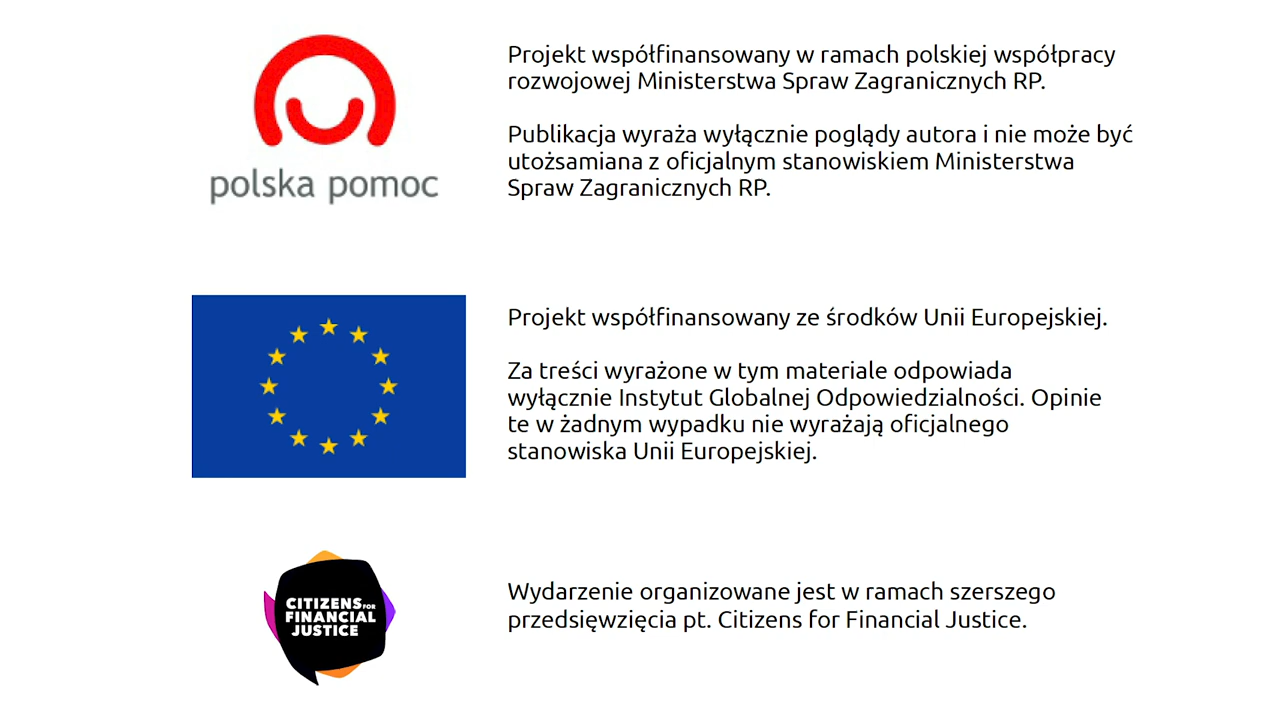 polska pomoc
Projekt współfinansowany w ramach polskiej współpracy
rozwojowej Ministerstwa Spraw Zagranicznych RP.
Publikacja wyraża wyłącznie poglądy autora i nie może być
utożsamiana z oficjalnym stanowiskiem Ministerstwa
Spraw Zagranicznych RP.
Projekt współfinansowany ze środków Unii Europejskiej.
Za treści wyrażone w tym materiale odpowiada
wyłącznie Instytut Globalnej Odpowiedzialności. Opinie
te w żadnym wypadku nie wyrażają oficjalnego
stanowiska Unii Europejskiej.
CITIZENS FOR
FINANCIAL
JUSTICE
Wydarzenie organizowane jest w ramach szerszego
przedsięwzięcia pt. Citizens for Financial Justice.